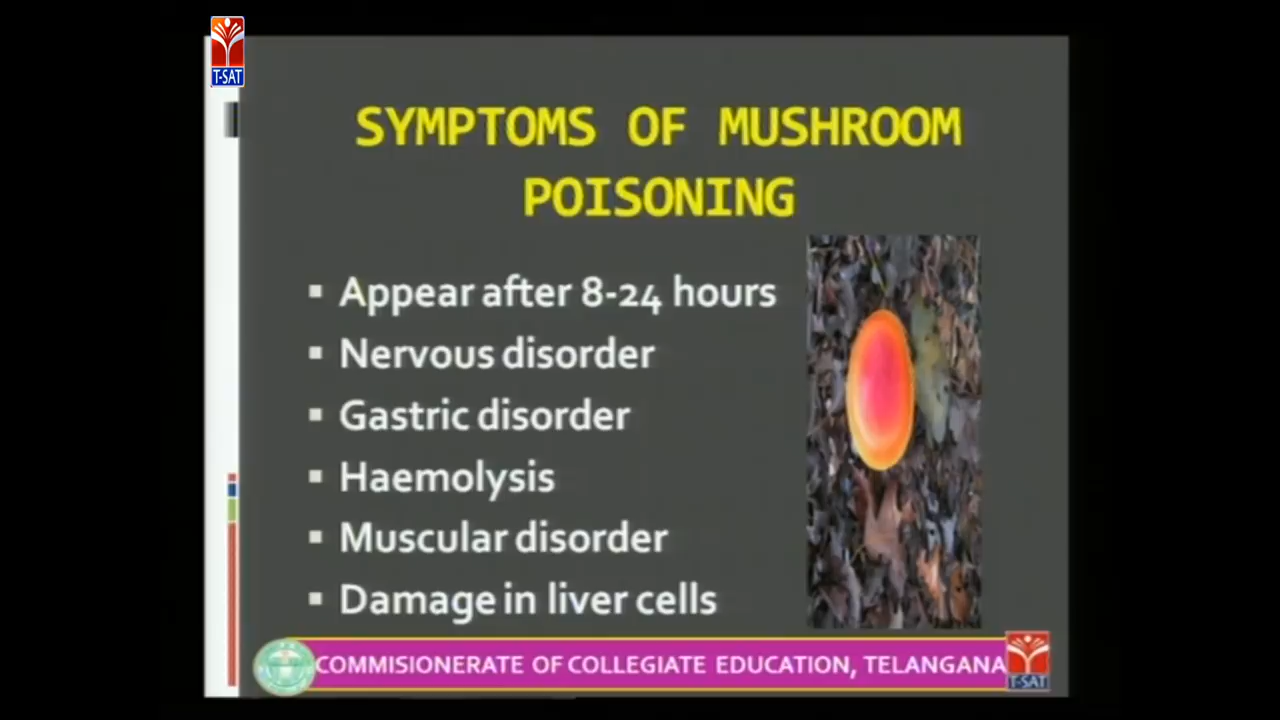 T-SAT
SYMPTOMS OF MUSHROOM
POISONING
▪ Appear after 8-24 hours
▪ Nervous disorder
▪ Gastric disorder
▪ Haemolysis
▪ Muscular disorder
▪ Damage in liver cells
COMMISIONERATE OF COLLEGIATE EDUCATION, TELANGANA
T-SAT